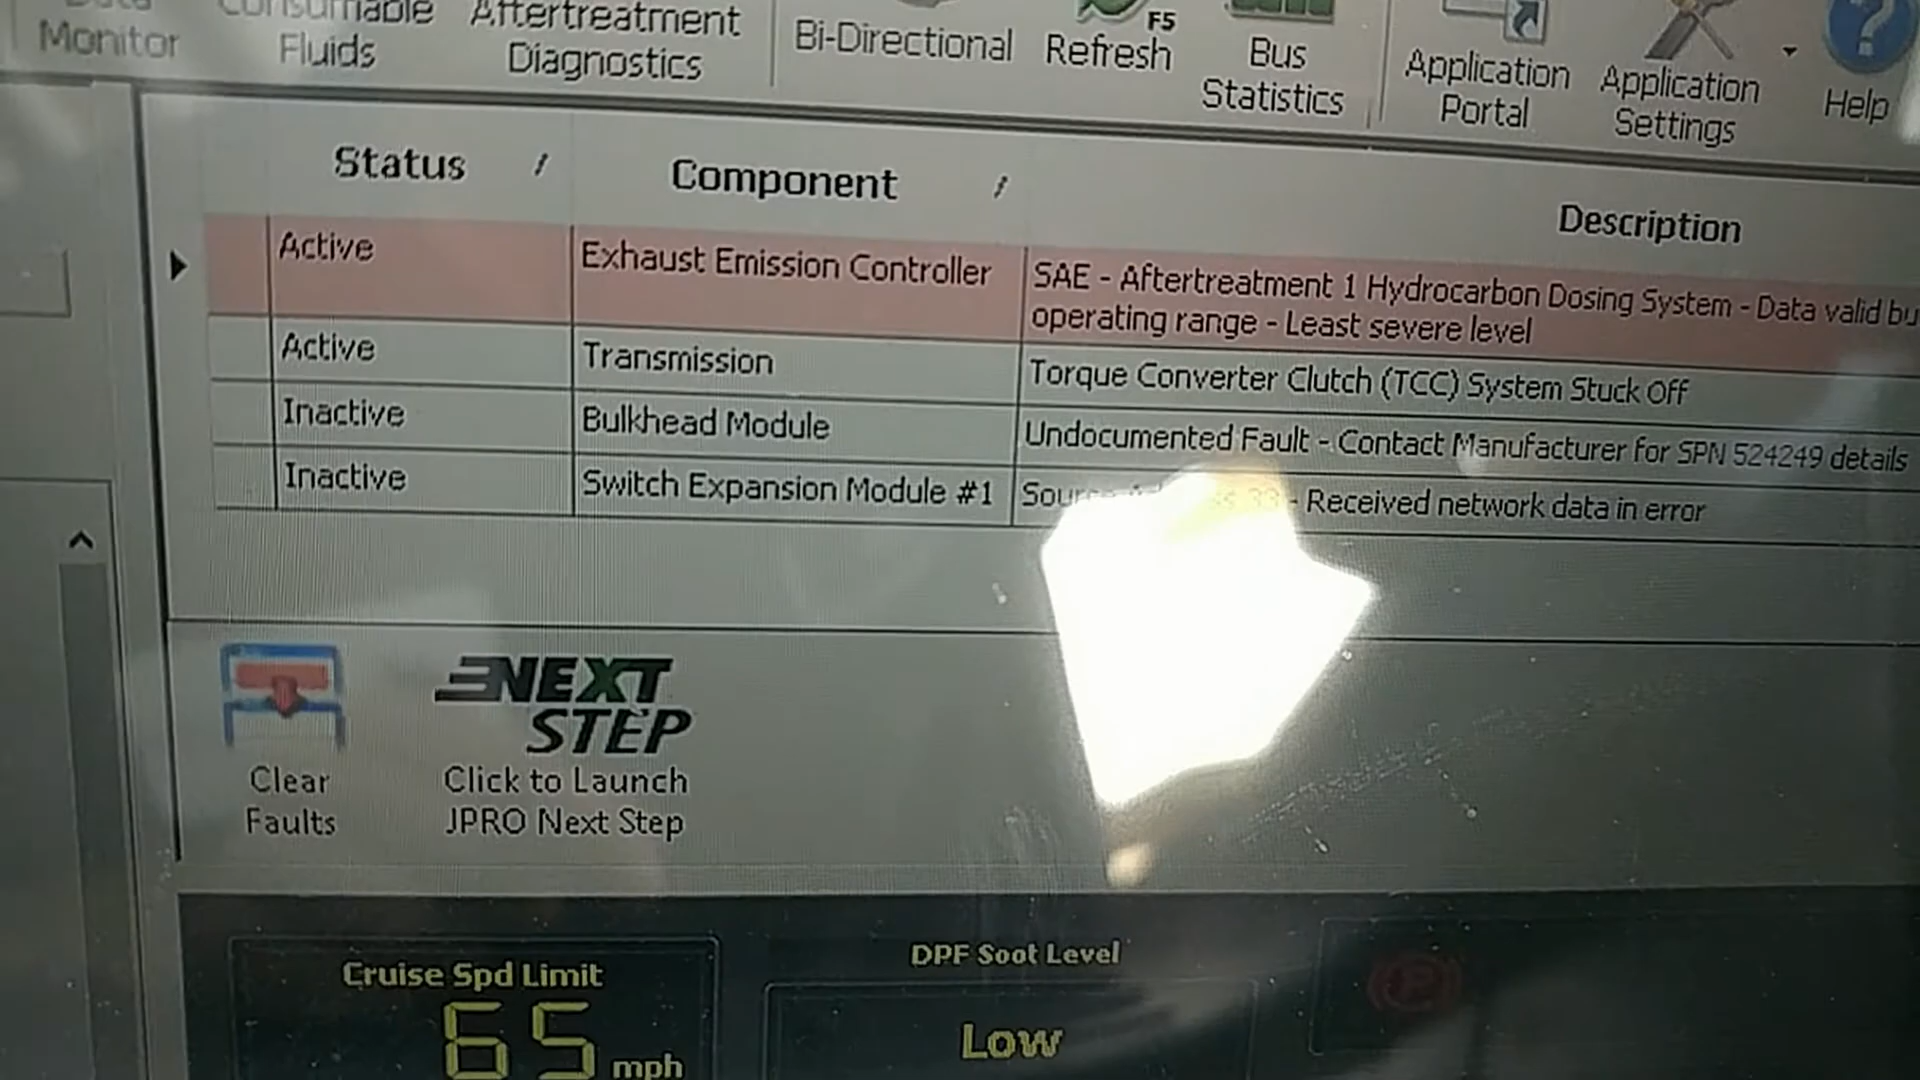 Monitor
Consumable
Fluids
Aftertreatment
Diagnostics
Bi-Directional
F5
Refresh
Bus
Statistics
Application
Portal
Application
Settings
Help
Status / Component / Description
Active Exhaust Emission Controller SAE - Aftertreatment 1 Hydrocarbon Dosing System - Data valid bu
operating range - Least severe level
Active Transmission Torque Converter Clutch (TCC) System Stuck Off
Inactive Bulkhead Module Undocumented Fault - Contact Manufacturer for SPN 524249 details
Inactive Switch Expansion Module #1 33 - Received network data in error
Clear
Faults
NEXT
STEP
Click to Launch
JPRO Next Step
Cruise Spd Limit
65 mph
DPF Soot Level
Low
(P)